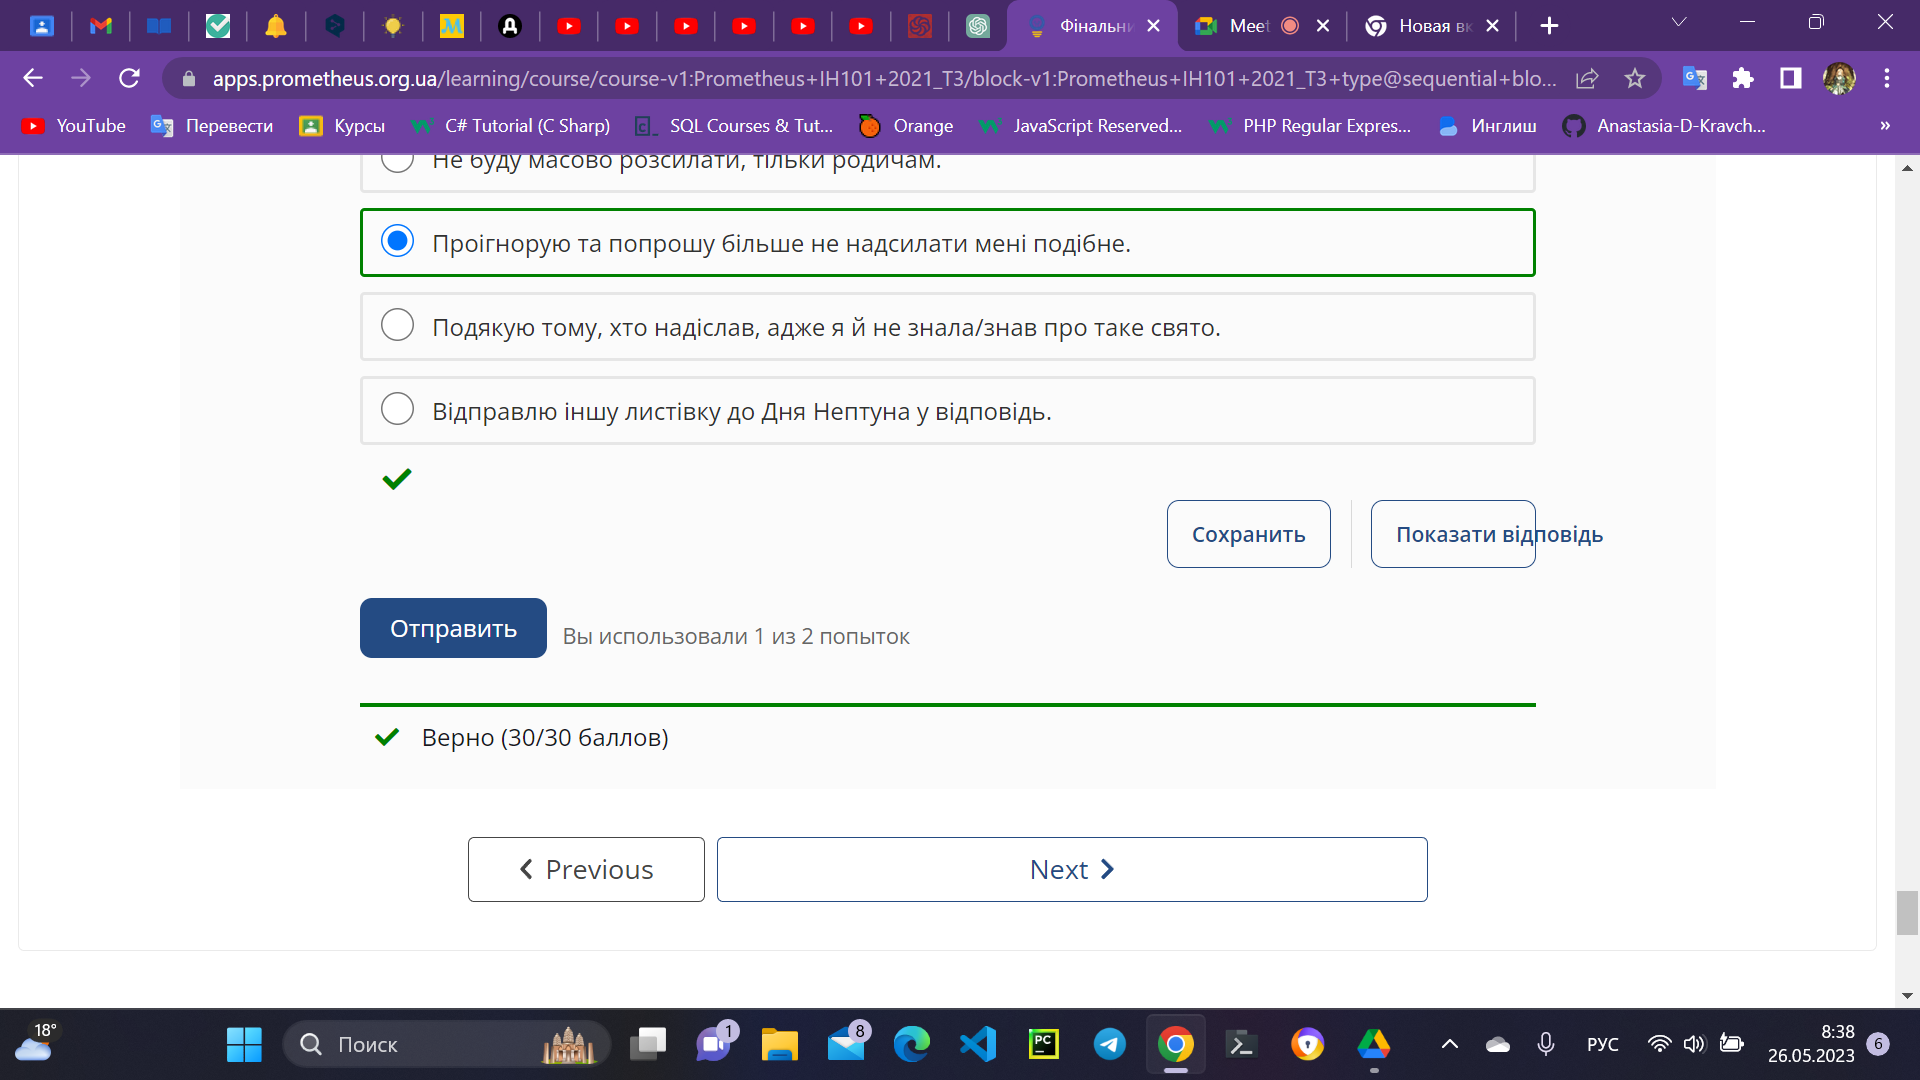 Фінальни
Meet
Новая вк
apps.prometheus.org.ua/learning/course/course-v1:Prometheus+IH101+2021_T3/block-v1:Prometheus+IH101+2021_T3+type@sequential+blo...
YouTube
Перевести
Курсы
C# Tutorial (C Sharp)
SQL Courses & Tut...
Orange
JavaScript Reserved...
PHP Regular Expres...
Инглиш
Anastasia-D-Kravch...
»
Не буду масово розсилати, тільки родичам.
Проігнорую та попрошу більше не надсилати мені подібне.
Подякую тому, хто надіслав, адже я й не знала/знав про таке свято.
Відправлю іншу листівку до Дня Нептуна у відповідь.
Сохранить
Показати відповідь
Отправить
Вы использовали 1 из 2 попыток
Верно (30/30 баллов)
Previous
Next
18°
Поиск
1
8
PC
РУС
8:38
26.05.2023
6